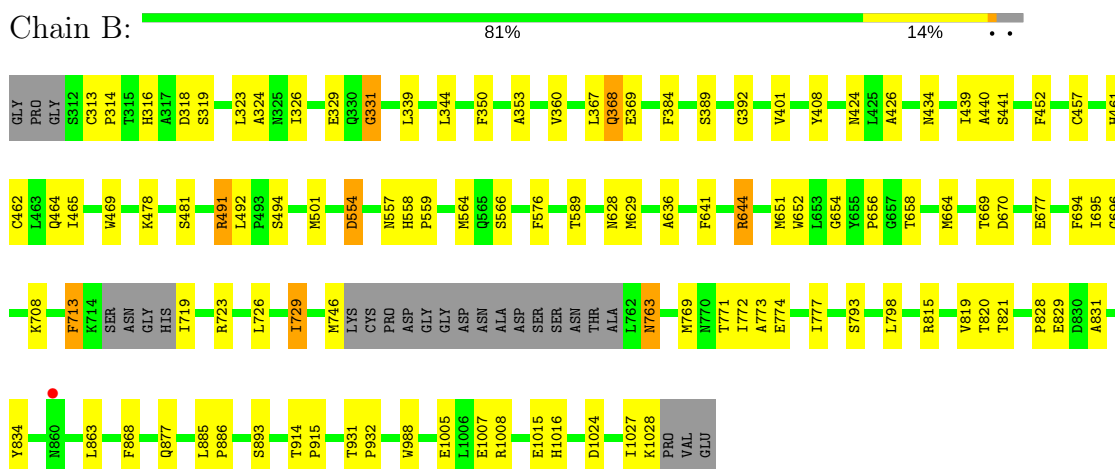 Chain B:
81% 14% • •
GLY PRO GLY S312 C313 P314 T315 H316 A317 D318 S319 L323 A324 N325 I326 E329 Q330 G331 L339 L344 F350 A353 V360 L367 Q368 E369 F384 S389 G392 V401 Y408 N424 L425 A426 N434 I439 A440 S441 F452 C457 H461
C462 L463 Q464 I465 W469 K478 S481 R491 L492 P493 S494 M501 D554 N557 H558 P559 M564 Q565 S566 F576 T589 N628 M629 A636 F641 R644 M651 W652 L653 G654 Y655 P656 G657 T658 M664 T669 D670 E677 F694 I695 G696
K708 F713 K714 SER ASN GLY HIS I719 R723 L726 I729 M746 LYS CYS PRO ASP GLY GLY ASP ASN ALA ASP SER SER ASN THR ALA L762 N763 M769 N770 T771 I772 A773 E774 I777 S793 L798 R815 V819 T820 T821 P828 E829 D830 A831
Y834 N860 L863 F868 Q877 L885 P886 S893 T914 P915 T931 P932 W988 E1005 L1006 E1007 R1008 E1015 H1016 D1024 I1027 K1028 PRO VAL GLU